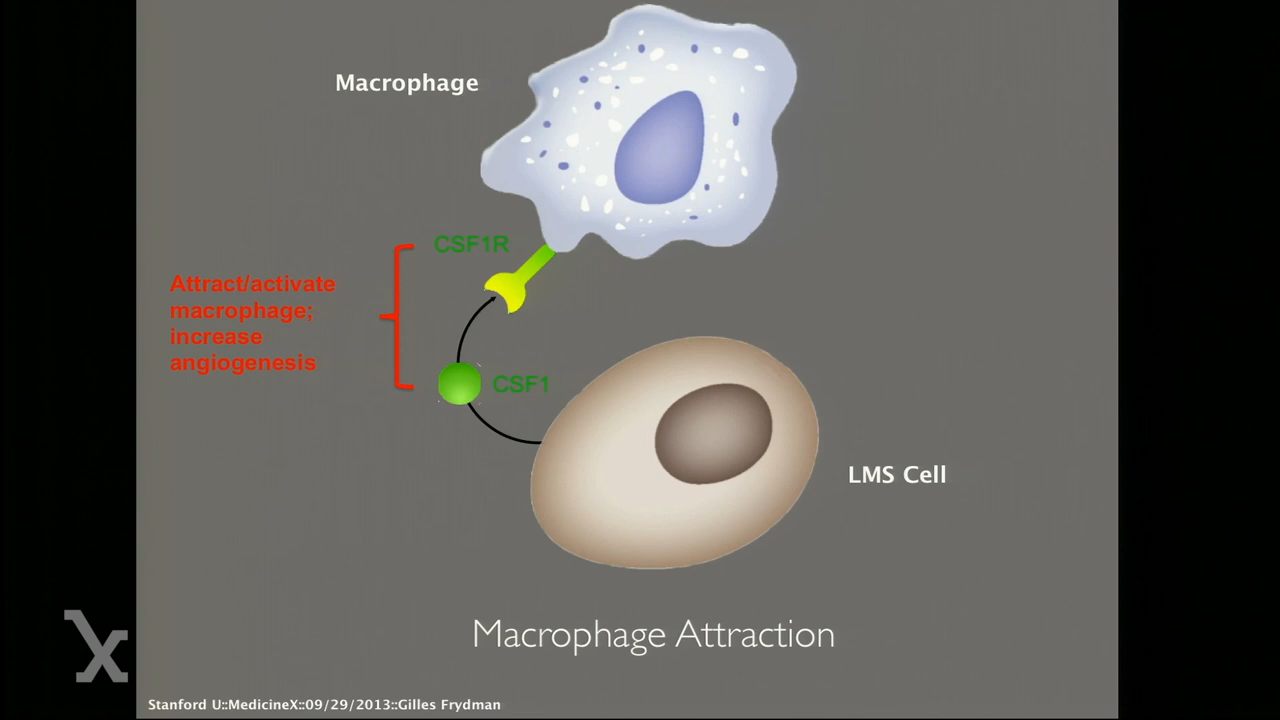 Macrophage
CSF1R
Attract/activate
macrophage;
increase
angiogenesis
CSF1
LMS Cell
Macrophage Attraction
Stanford U::MedicineX::09/29/2013::Gilles Frydman